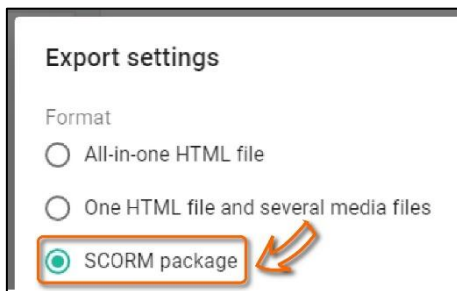 Export settings
Format
All-in-one HTML file
One HTML file and several media files
SCORM package